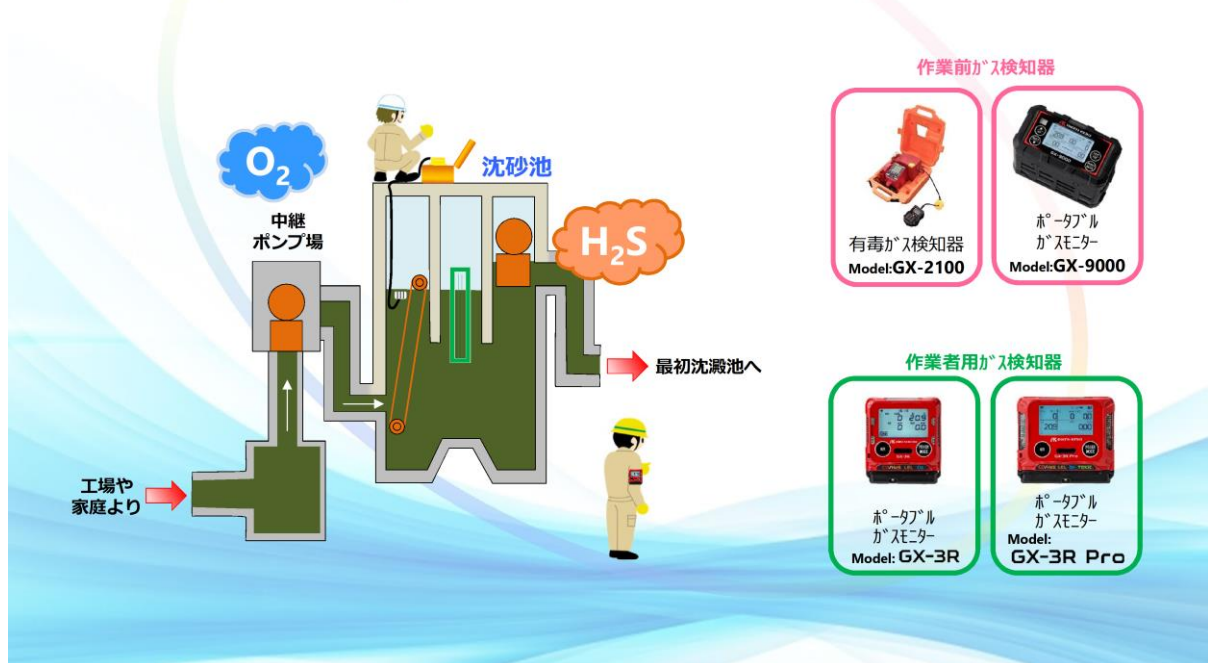 作業前ｶﾞｽ検知器
O2
沈砂池
中継
ポンプ場
H2S
有毒ｶﾞｽ検知器
Model:GX-2100
ﾎﾟｰﾀﾌﾞﾙ
ｶﾞｽﾓﾆﾀｰ
Model:GX-9000
最初沈澱池へ
工場や
家庭より
作業者用ｶﾞｽ検知器
ﾎﾟｰﾀﾌﾞﾙ
ｶﾞｽﾓﾆﾀｰ
Model: GX-3R
ﾎﾟｰﾀﾌﾞﾙ
ｶﾞｽﾓﾆﾀｰ
Model:
GX-3R Pro